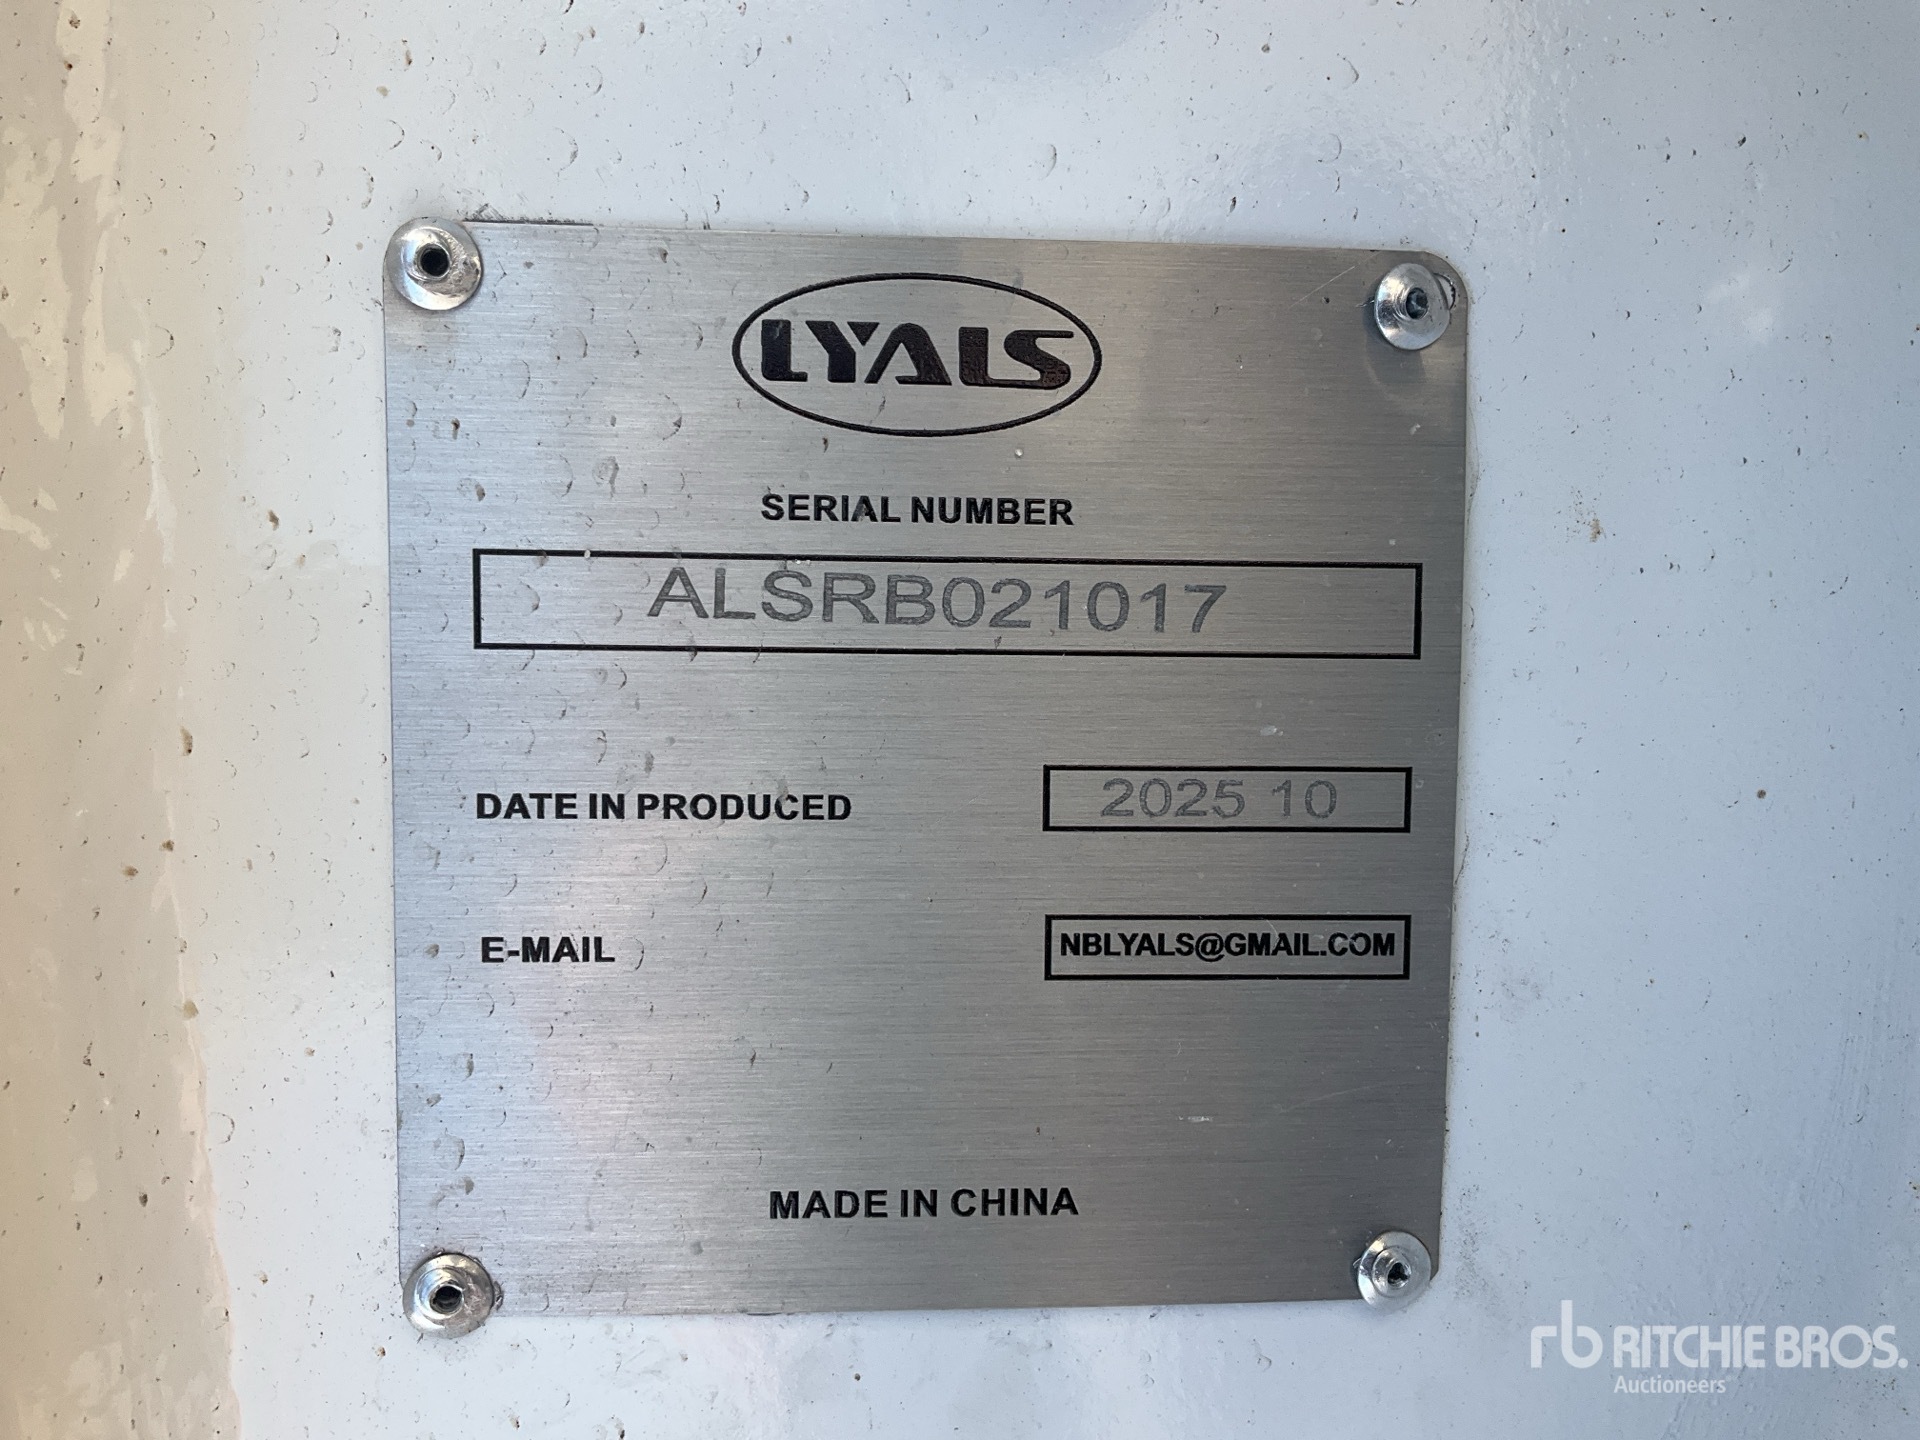 LYALS
SERIAL NUMBER
ALSRB021017
DATE IN PRODUCED
2025 10
E-MAIL
NBLYALS@GMAIL.COM
MADE IN CHINA
rb RITCHIE BROS.
Auctioneers